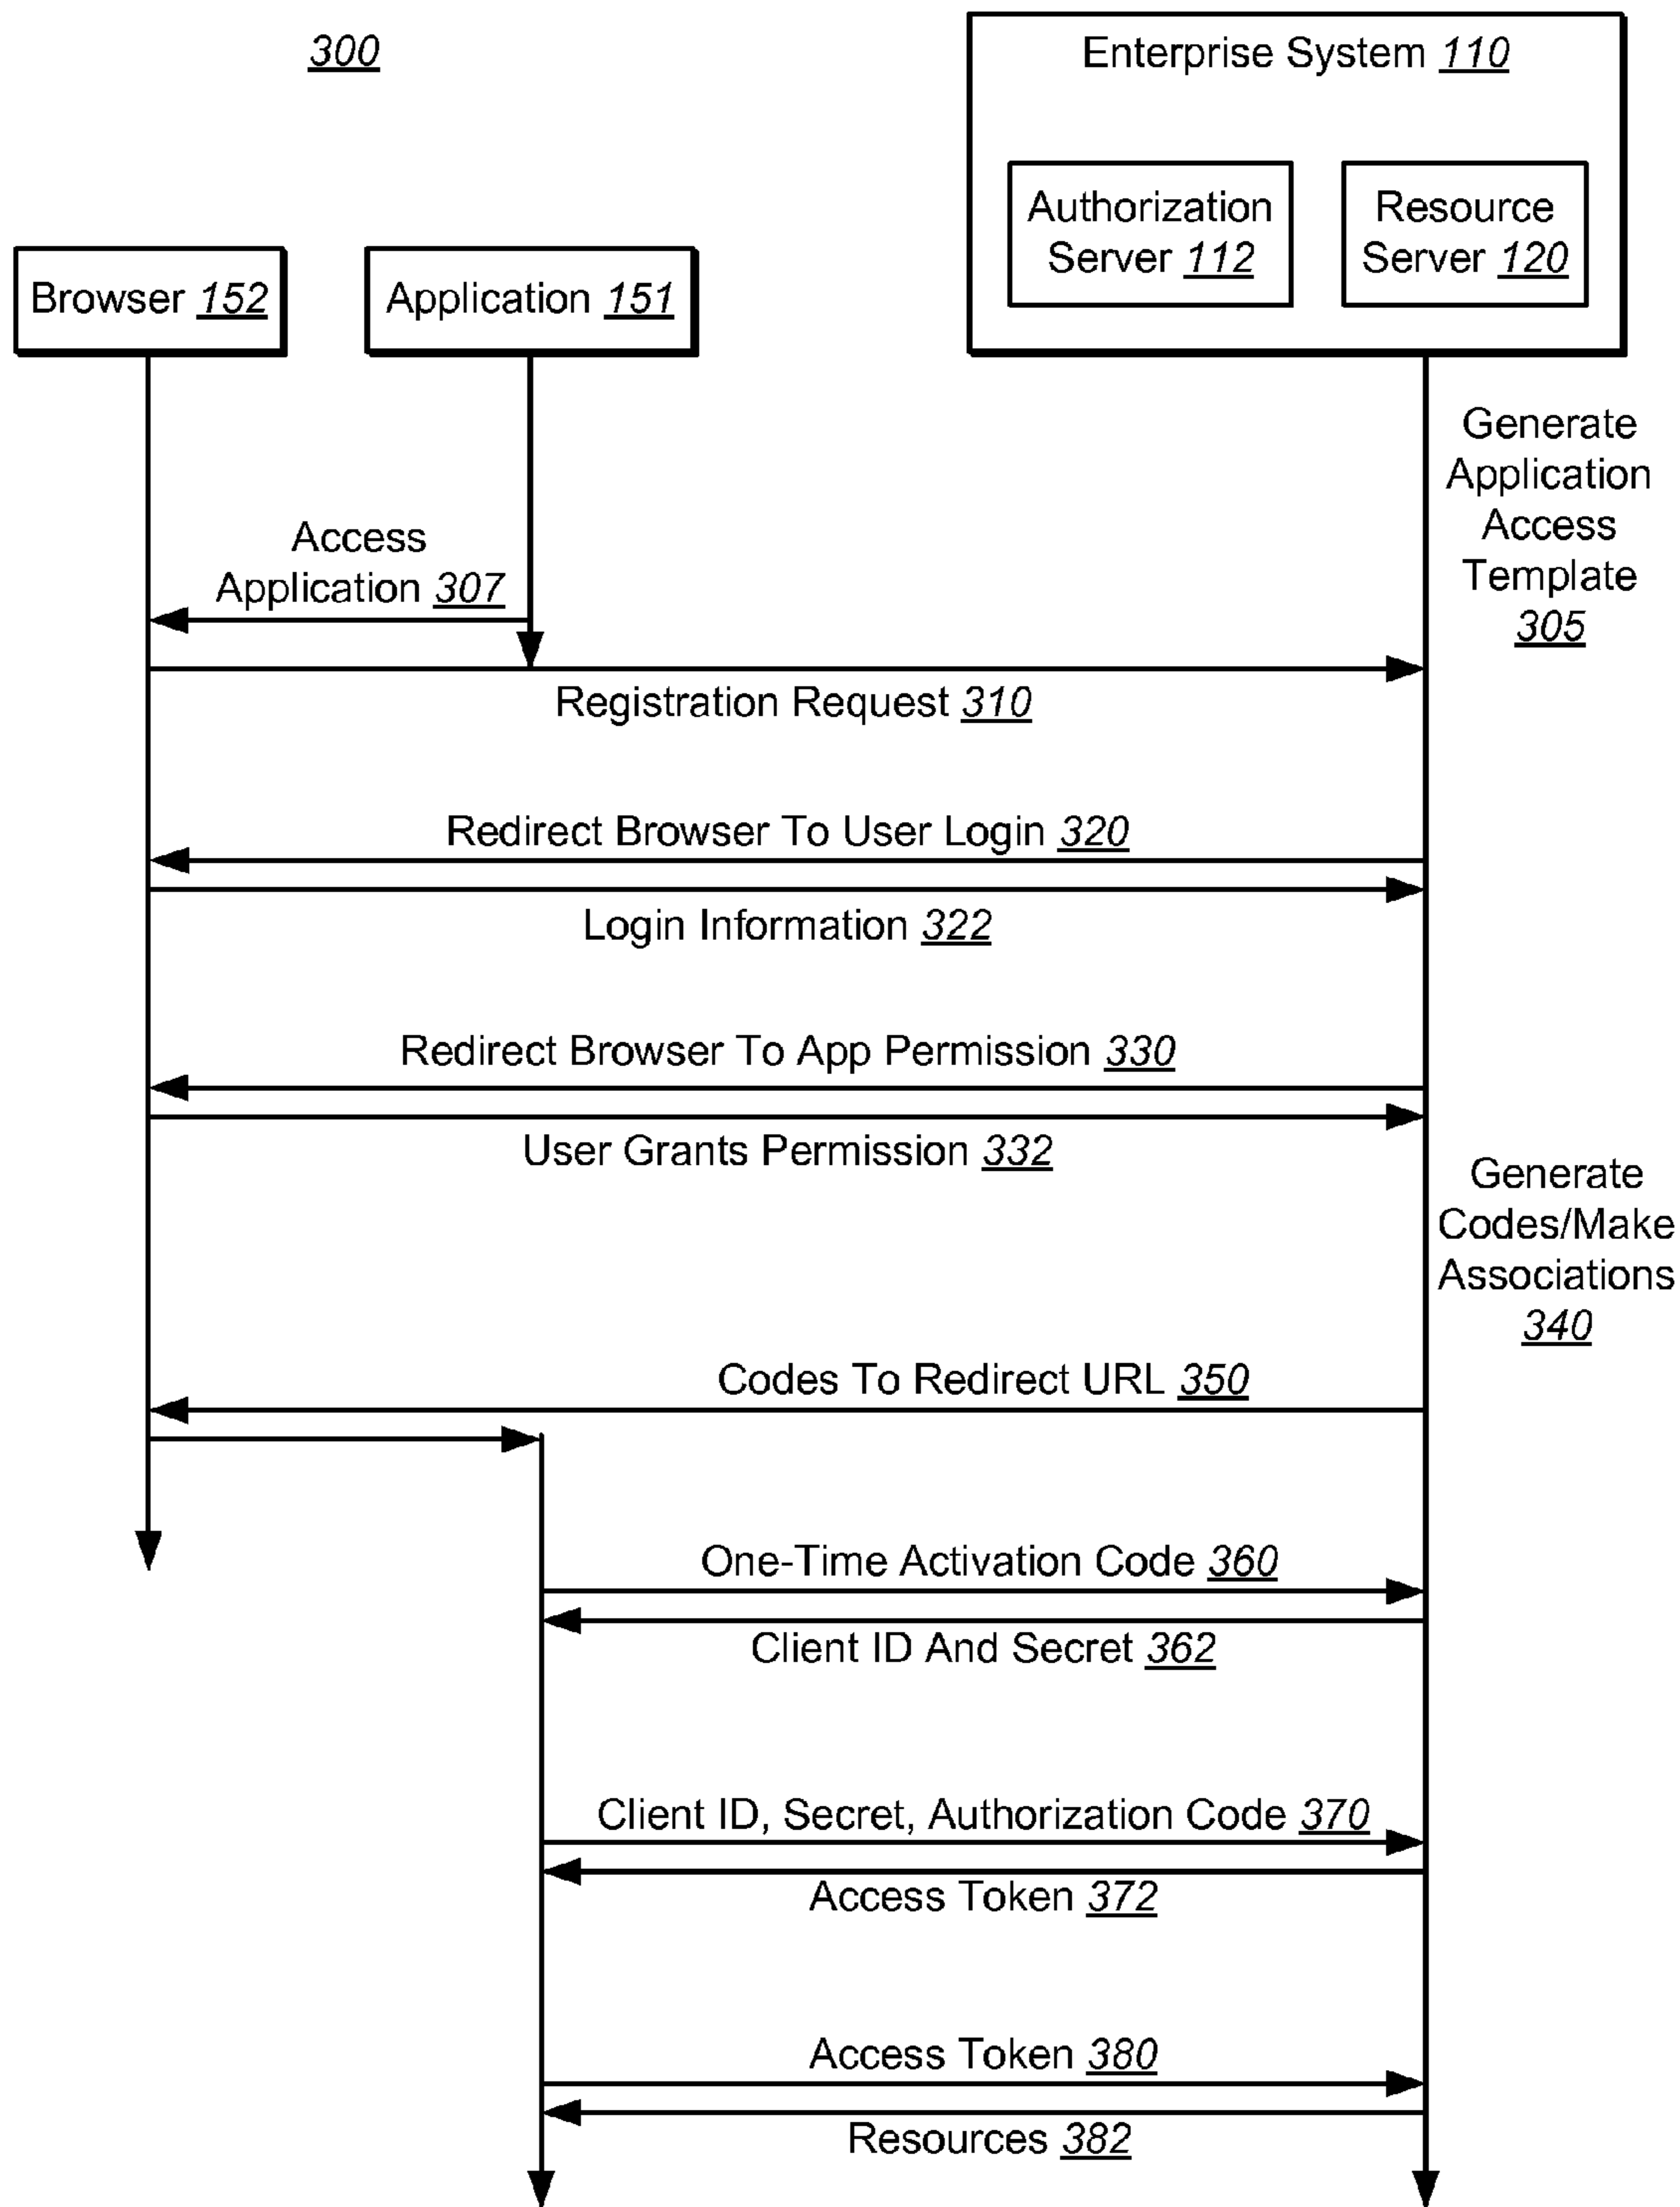 300
Enterprise System 110
Authorization
Server 112
Resource
Server 120
Browser 152
Application 151
Generate
Application
Access
Template
305
Access
Application 307
Registration Request 310
Redirect Browser To User Login 320
Login Information 322
Redirect Browser To App Permission 330
User Grants Permission 332
Generate
Codes/Make
Associations
340
Codes To Redirect URL 350
One-Time Activation Code 360
Client ID And Secret 362
Client ID, Secret, Authorization Code 370
Access Token 372
Access Token 380
Resources 382